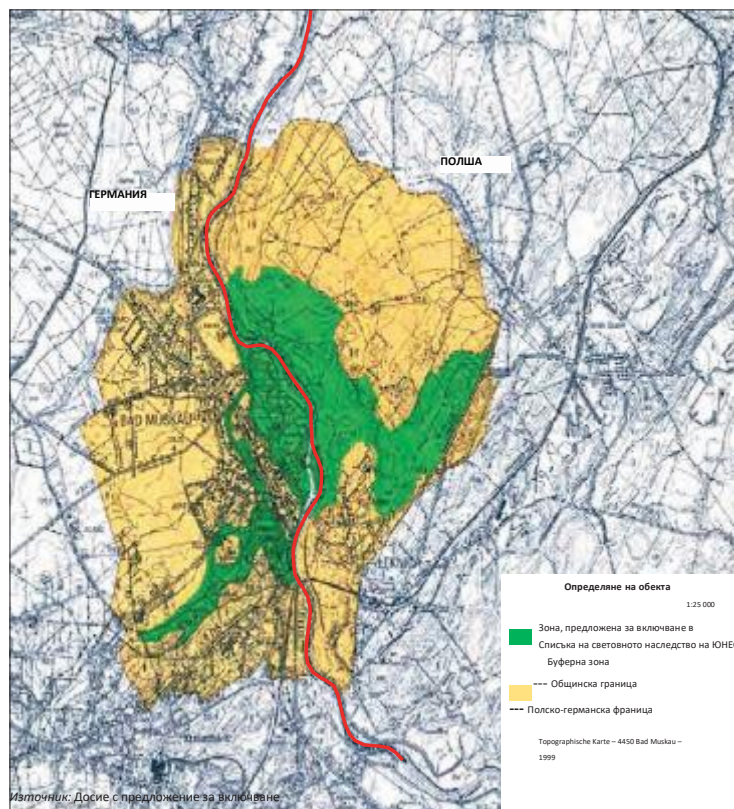 ПОЛША
ГЕРМАНИЯ
BAD MUSKAU
Определяне на обекта
1:25 000
Зона, предложена за включване в
Списъка на световното наследство на ЮНЕС
Буферна зона
--- Общинска граница
--- Полско-германска франица
Topographische Karte – 4450 Bad Muskau –
1999
Източник: Досие с предложение за включване